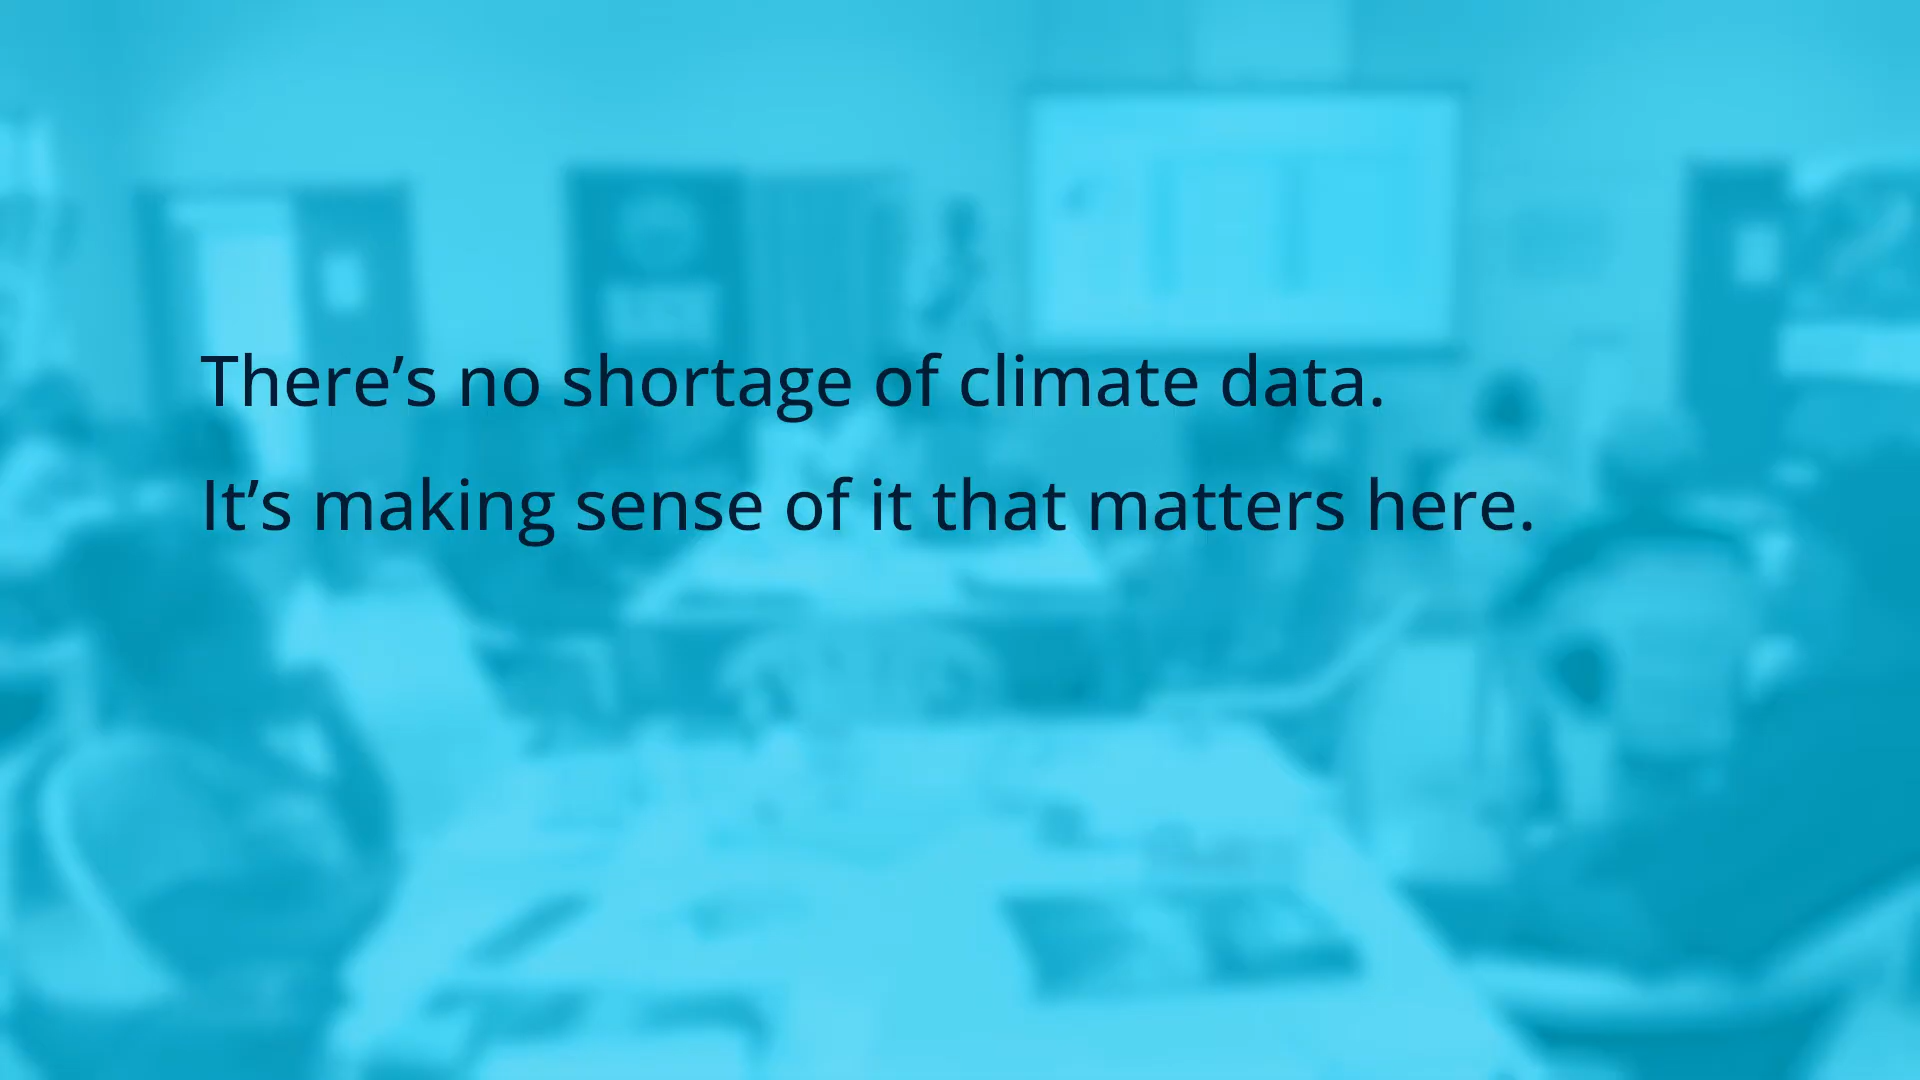 There’s no shortage of climate data.
It’s making sense of it that matters here.